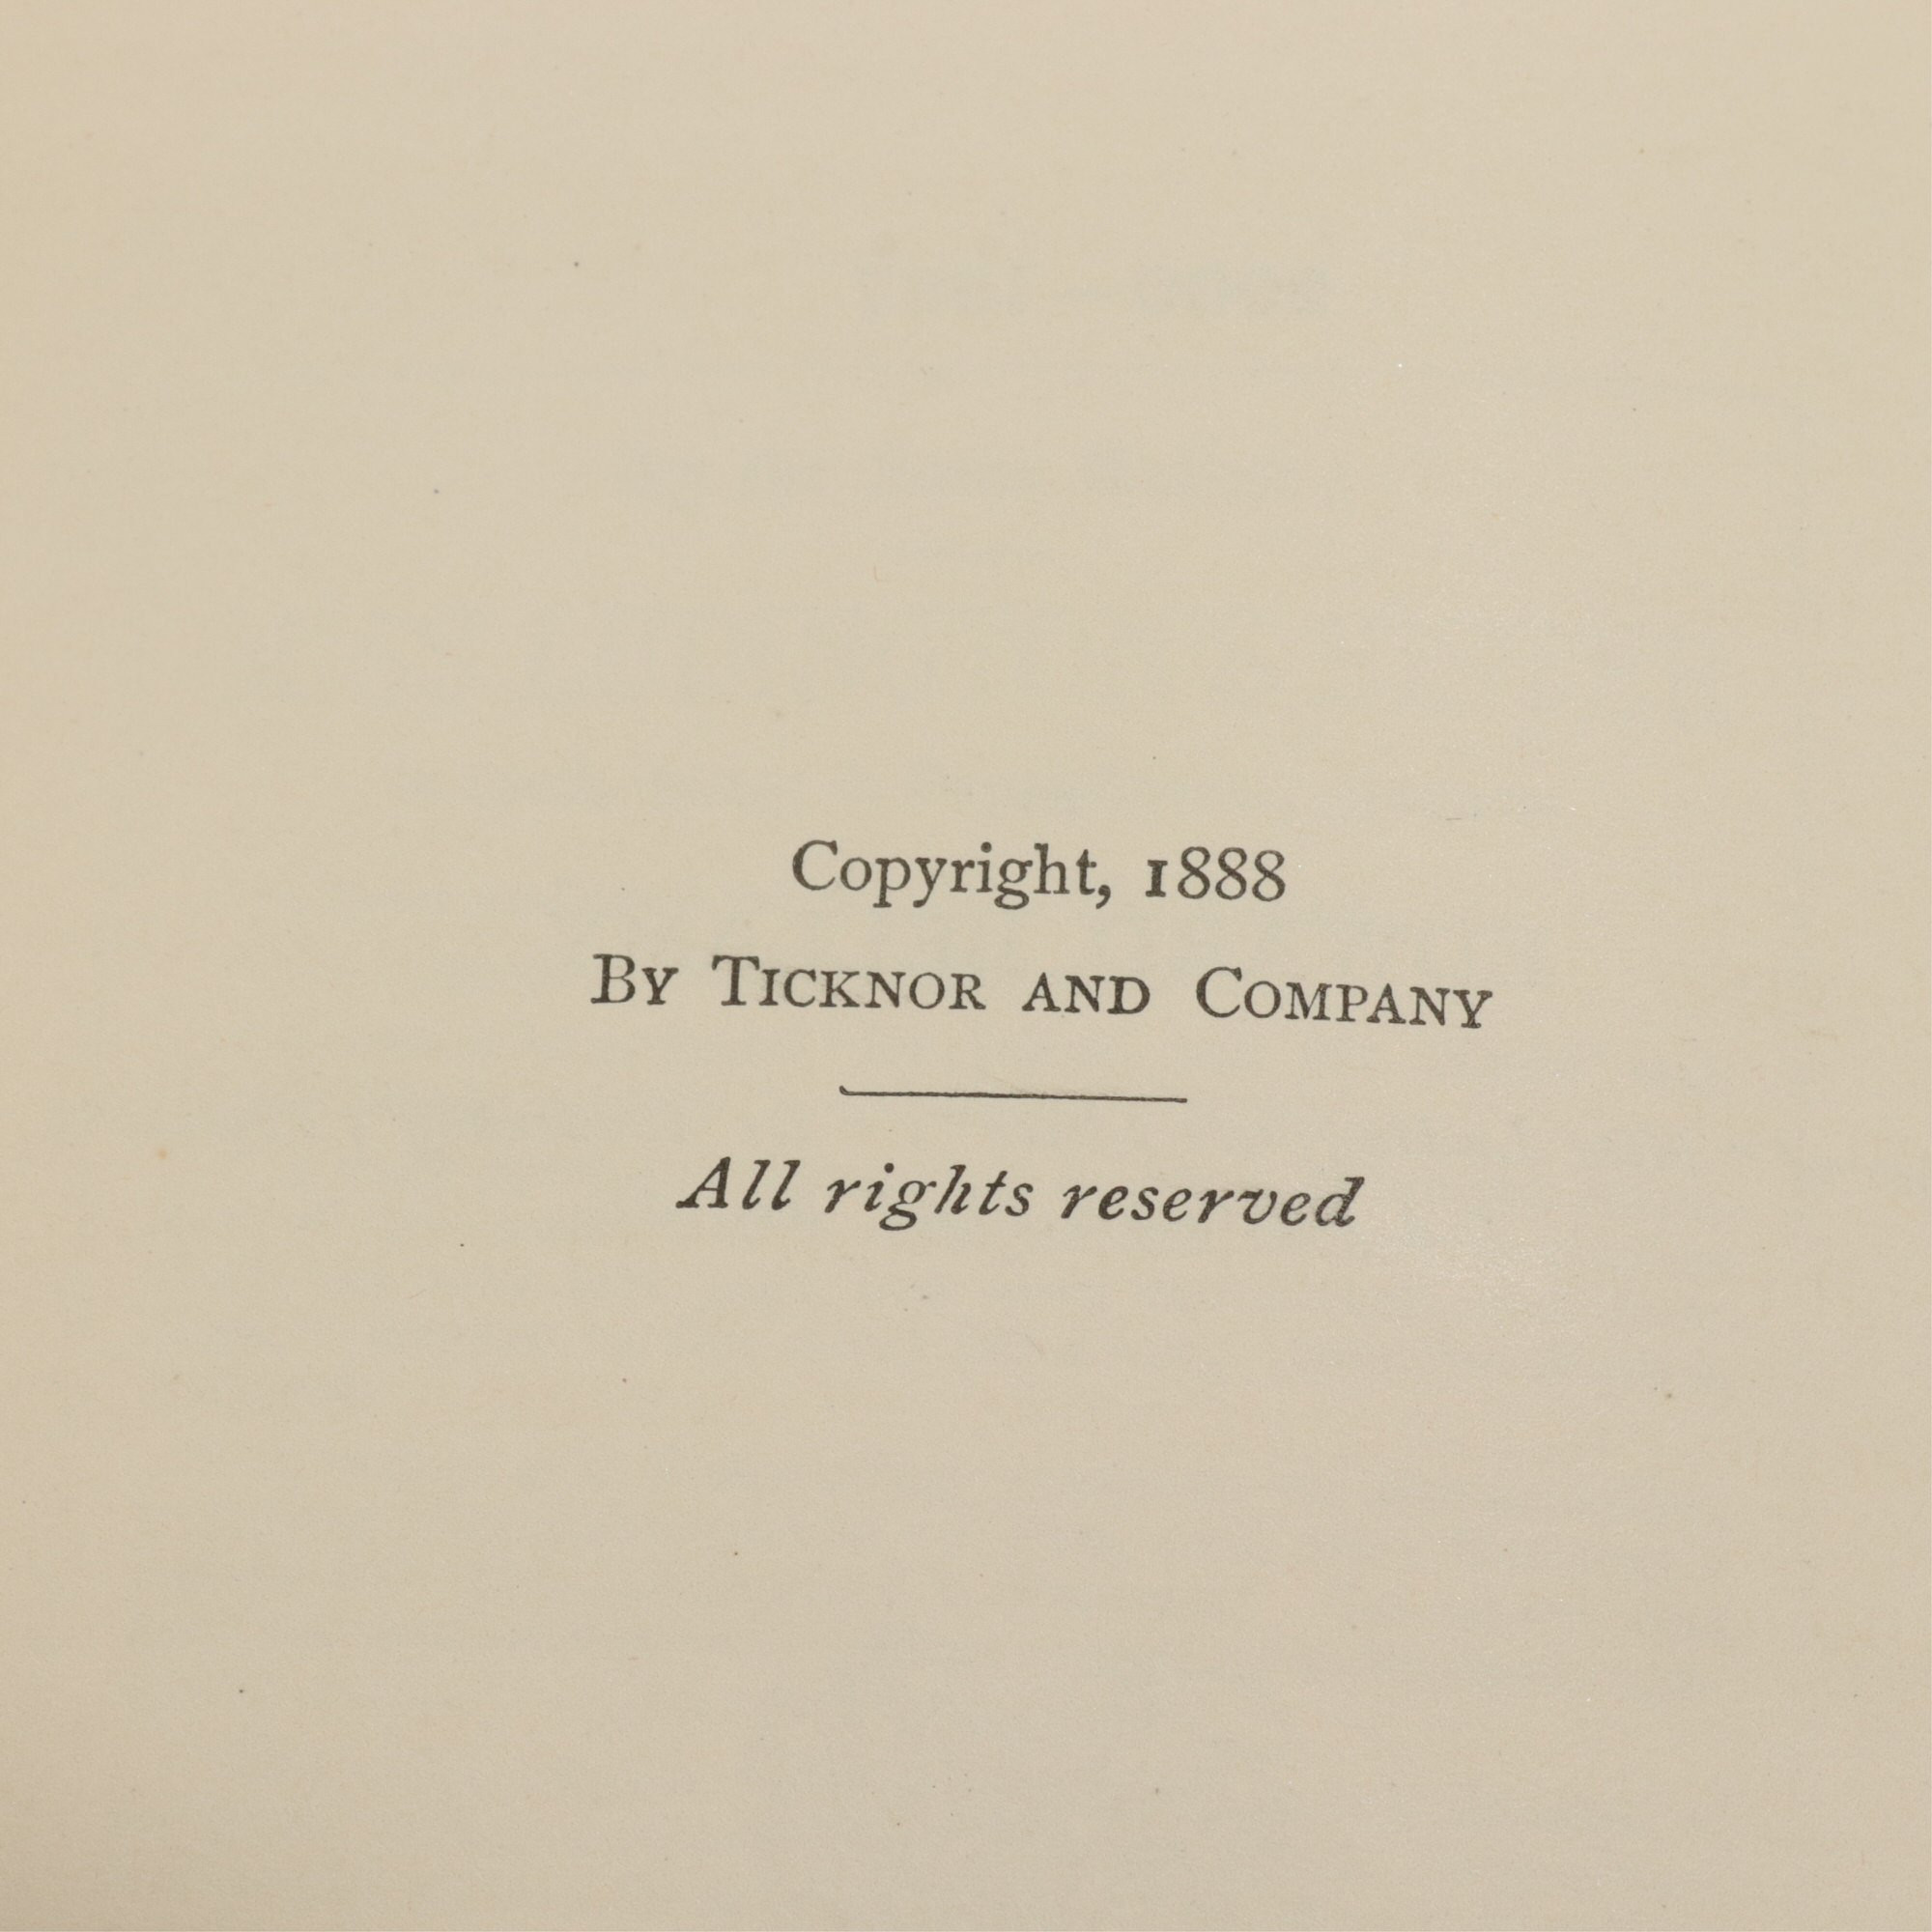 Copyright, 1888
By Ticknor and Company
All rights reserved